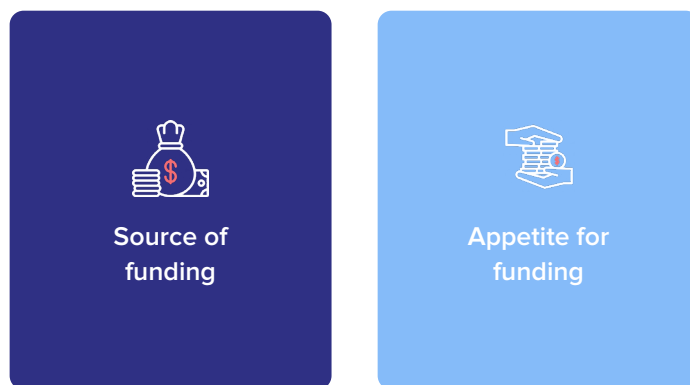 $
Source of
funding
$
Appetite for
funding